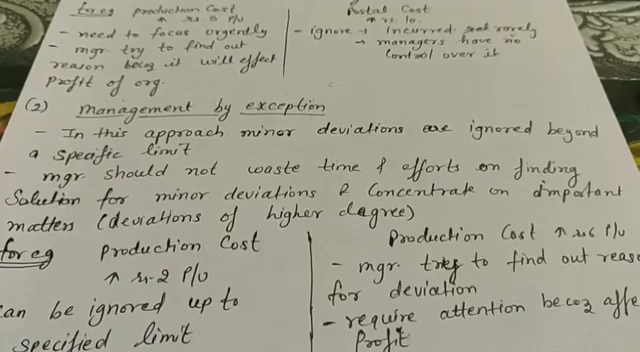 for eg production Cost
↑ rs 5 P/u
- need to focus urgently
- mgr. try to find out
reason becoz it will effect
profit of org.
Postal Cost
↑ rs. 10.
- ignore → incurred rarely
→ managers have no
control over it
(2) management by exception
- In this approach minor deviations are ignored beyond
a specific limit
- mgr. should not waste time & efforts on finding
Solution for minor deviations & Concentrate on important
matters (deviations of higher degree)
for eg production Cost
↑ rs-2 P/u
can be ignored up to
specified limit
production Cost ↑ rs 6 P/u
- mgr. try to find out reaso
for deviation
- require attention becoz affe
Profit